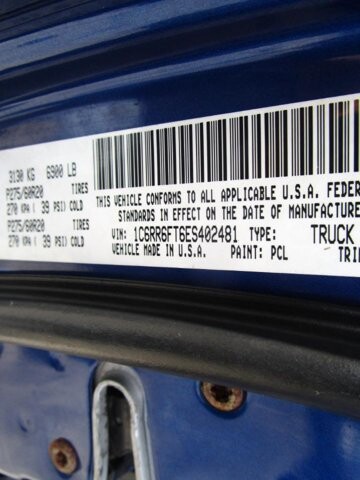 3130 KG 6900 LB
P275/60R20 TIRES
270 KPA( 39 PSI) COLD
P275/60R20 TIRES
270 KPA( 39 PSI) COLD
THIS VEHICLE CONFORMS TO ALL APPLICABLE U.S.A. FEDER
STANDARDS IN EFFECT ON THE DATE OF MANUFACTUR
VIN: 1C6RR6FT6ES402481 TYPE: TRUCK
VEHICLE MADE IN U.S.A. PAINT: PCL TRI